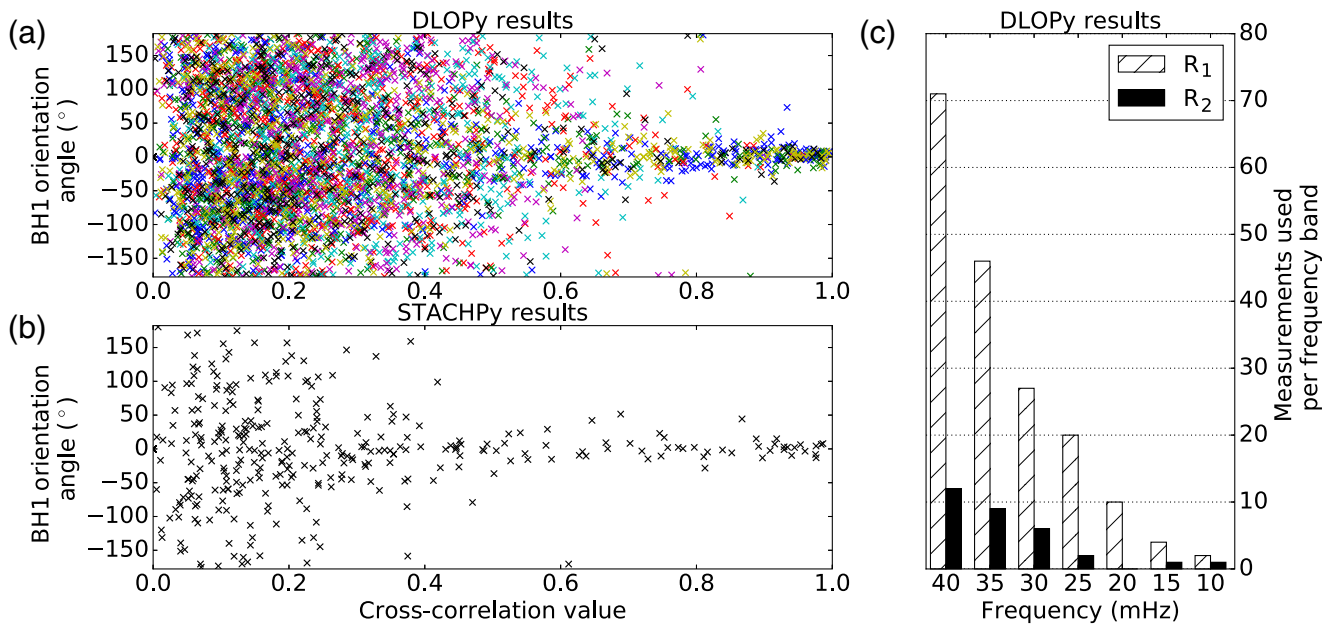 (a)
DLOPy results
BH1 orientation
angle (°)
150
100
50
0
−50
−100
−150
0.0 0.2 0.4 0.6 0.8 1.0
(b)
STACHPy results
BH1 orientation
angle (°)
150
100
50
0
−50
−100
−150
0.0 0.2 0.4 0.6 0.8 1.0
Cross-correlation value
(c)
DLOPy results
R1
R2
80
70
60
50
40
30
20
10
0
Measurements used
per frequency band
40 35 30 25 20 15 10
Frequency (mHz)